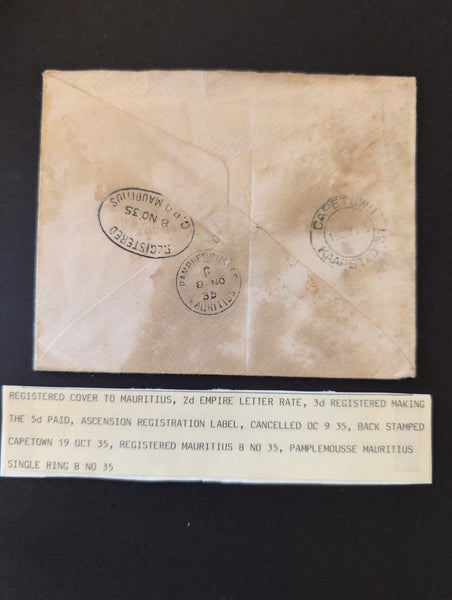 REGISTERED
8 NO 35
G.P.O MAURITIUS
CAPETOWN
KAAPSTAD
PAMPLEMOUSSES
C
8 NO
35
MAURITIUS
REGISTERED COVER TO MAURITIUS, 2d EMPIRE LETTER RATE, 3d REGISTERED MAKING
THE 5d PAID, ASCENSION REGISTRATION LABEL, CANCELLED OC 9 35, BACK STAMPED
CAPETOWN 19 OCT 35, REGISTERED MAURITIUS 8 NO 35, PAMPLEMOUSSE MAURITIUS
SINGLE RING 8 NO 35